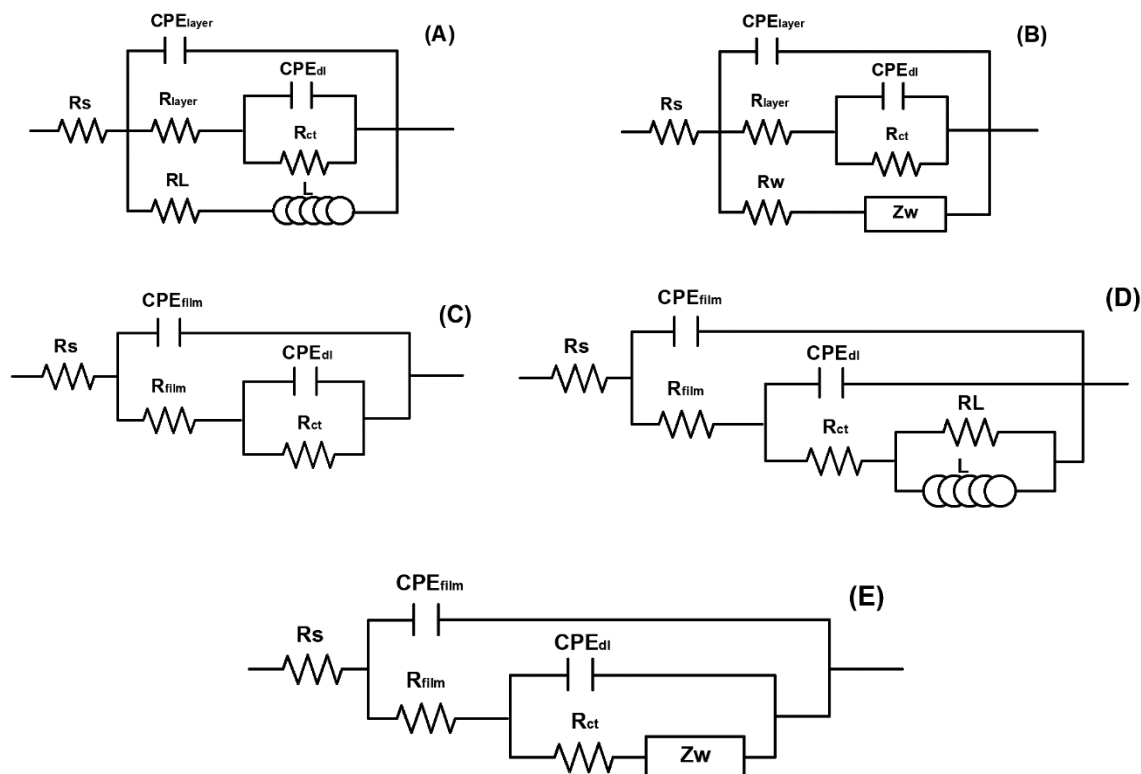 CPElayer
(A)
CPEdl
Rs
Rlayer
Rct
RL
L
CPElayer
(B)
CPEdl
Rs
Rlayer
Rct
Rw
Zw
CPEfilm
(C)
Rs
CPEdl
Rfilm
Rct
CPEfilm
(D)
Rs
CPEdl
Rfilm
RL
Rct
L
CPEfilm
(E)
Rs
CPEdl
Rfilm
Rct
Zw